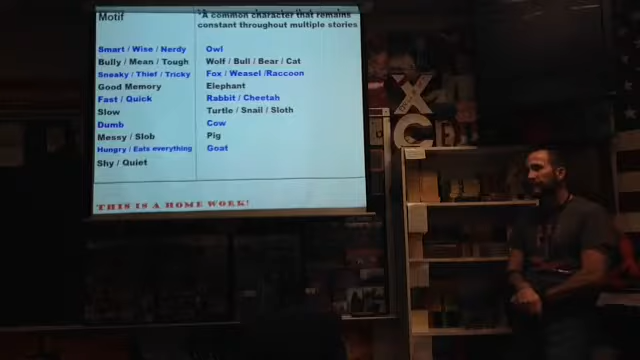 Motif
*A common character that remains
constant throughout multiple stories
Smart / Wise / Nerdy
Owl
Bully / Mean / Tough
Wolf / Bull / Bear / Cat
Sneaky / Thief / Tricky
Fox / Weasel /Raccoon
Good Memory
Elephant
Fast / Quick
Rabbit / Cheetah
Slow
Turtle / Snail / Sloth
Dumb
Cow
Messy / Slob
Pig
Hungry / Eats everything
Goat
Shy / Quiet
THIS IS A HOME WORK!
X
C